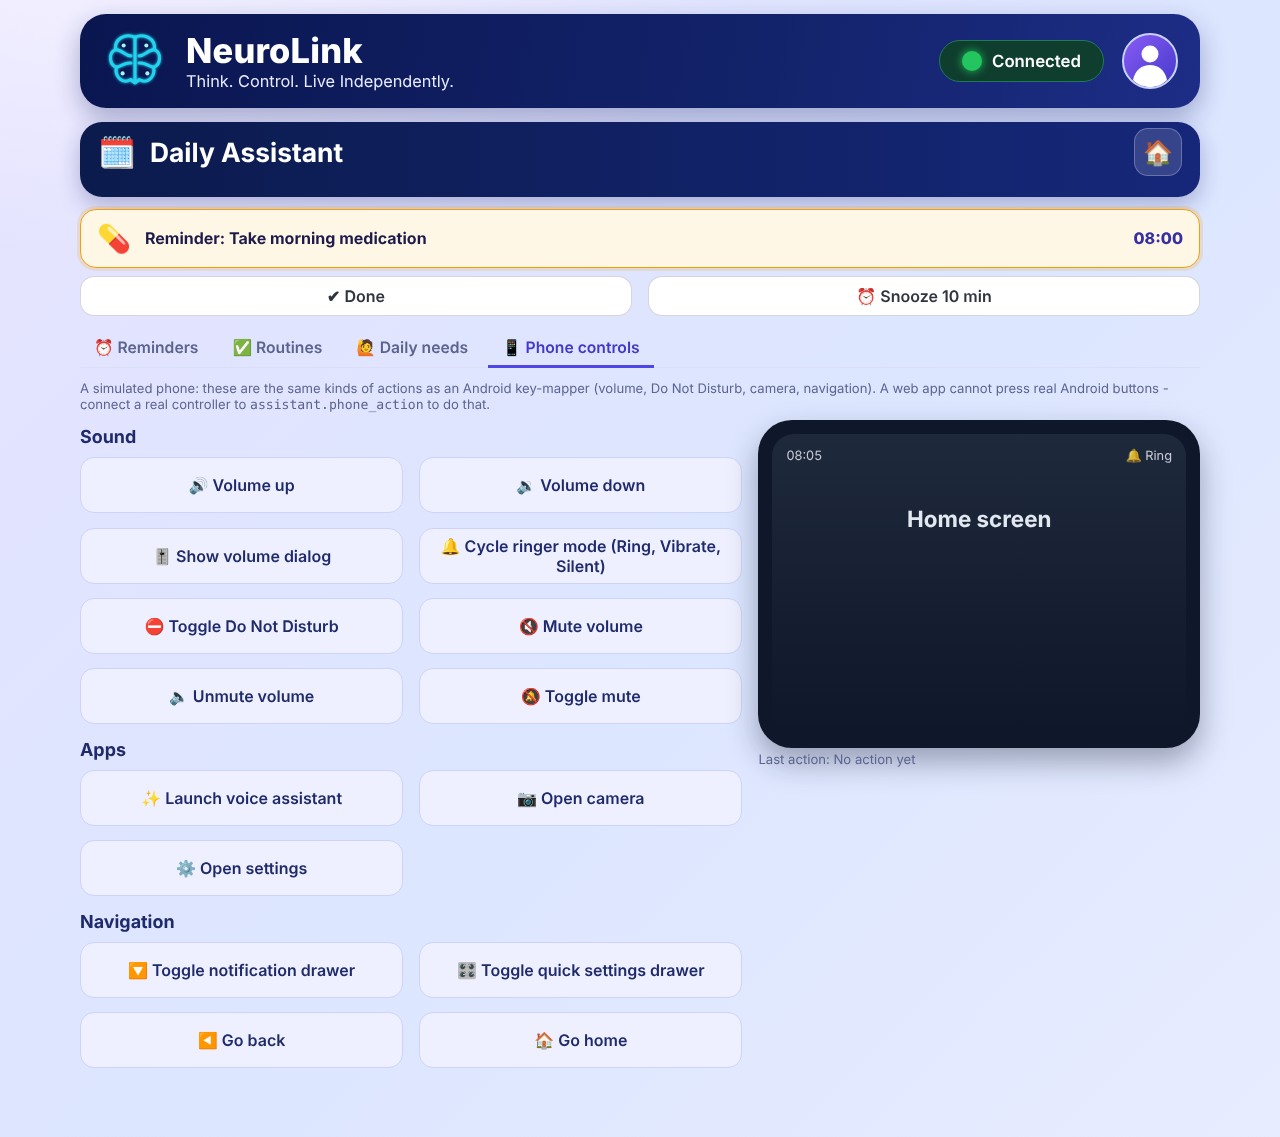 NeuroLink
Think. Control. Live Independently.
Connected
Daily Assistant
Reminder: Take morning medication
08:00
✔ Done
Snooze 10 min
Reminders
Routines
Daily needs
Phone controls
A simulated phone: these are the same kinds of actions as an Android key-mapper (volume, Do Not Disturb, camera, navigation). A web app cannot press real Android buttons -
connect a real controller to assistant.phone_action to do that.
Sound
Volume up
Volume down
Show volume dialog
Cycle ringer mode (Ring, Vibrate,
Silent)
Toggle Do Not Disturb
Mute volume
Unmute volume
Toggle mute
Apps
Launch voice assistant
Open camera
Open settings
Navigation
Toggle notification drawer
Toggle quick settings drawer
Go back
Go home
08:05
Ring
Home screen
Last action: No action yet